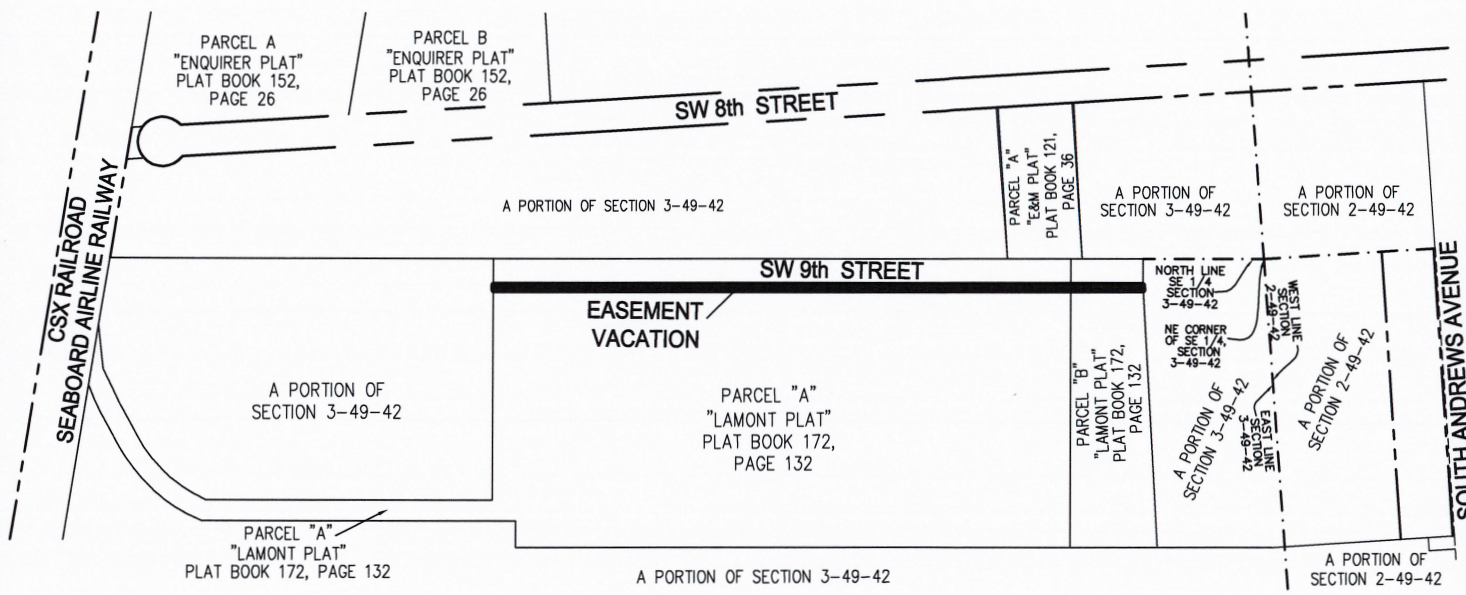 PARCEL A
"ENQUIRER PLAT"
PLAT BOOK 152,
PAGE 26
PARCEL B
"ENQUIRER PLAT"
PLAT BOOK 152,
PAGE 26
SW 8th STREET
CSX RAILROAD
SEABOARD AIRLINE RAILWAY
A PORTION OF SECTION 3-49-42
PARCEL "A"
"E&M PLAT"
PLAT BOOK 121,
PAGE 36
A PORTION OF
SECTION 3-49-42
A PORTION OF
SECTION 2-49-42
SW 9th STREET
EASEMENT
VACATION
NORTH LINE
SE 1/4
SECTION
3-49-42
NE CORNER
OF SE 1/4,
SECTION
3-49-42
WEST LINE
SECTION
2-49-42
EAST LINE
SECTION
3-49-42
A PORTION OF
SECTION 3-49-42
PARCEL "A"
"LAMONT PLAT"
PLAT BOOK 172,
PAGE 132
PARCEL "B"
"LAMONT PLAT"
PLAT BOOK 172,
PAGE 132
A PORTION OF
SECTION 3-49-42
A PORTION OF
SECTION 2-49-42
SOUTH ANDREWS AVENUE
PARCEL "A"
"LAMONT PLAT"
PLAT BOOK 172, PAGE 132
A PORTION OF SECTION 3-49-42
A PORTION OF
SECTION 2-49-42